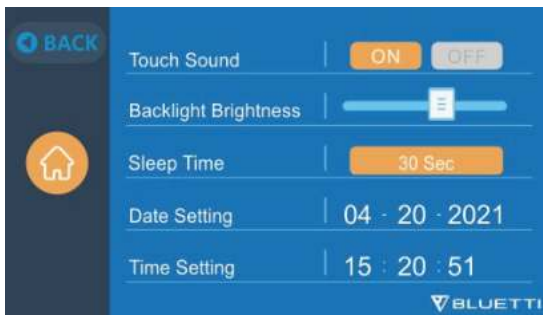 BACK
Touch Sound ON OFF
Backlight Brightness
Sleep Time 30 Sec
Date Setting 04 - 20 - 2021
Time Setting 15 : 20 : 51
BLUETTI